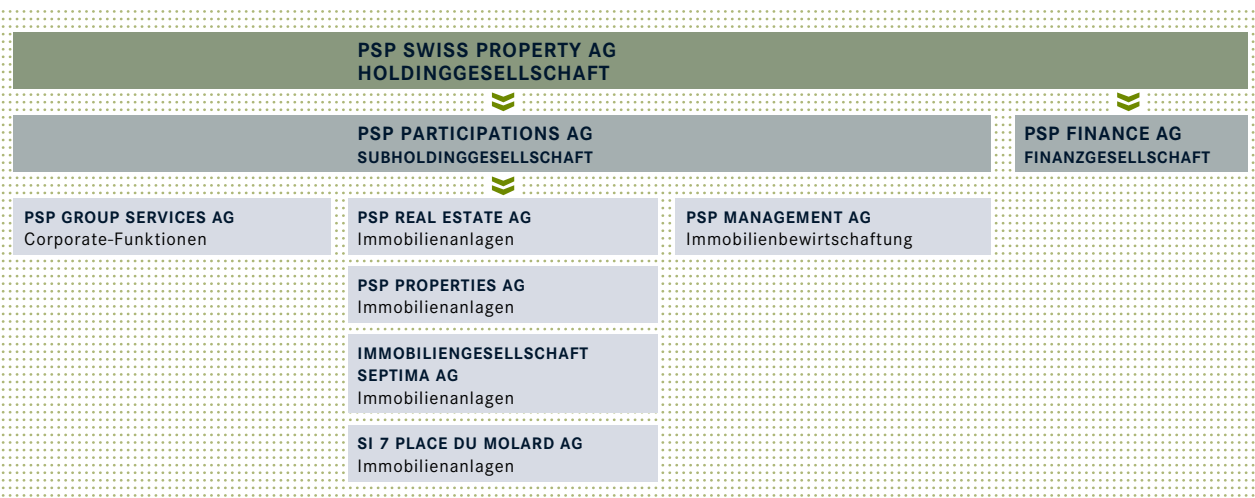 PSP SWISS PROPERTY AG
HOLDINGGESELLSCHAFT
PSP PARTICIPATIONS AG
SUBHOLDINGGESELLSCHAFT
PSP FINANCE AG
FINANZGESELLSCHAFT
PSP GROUP SERVICES AG
Corporate-Funktionen
PSP REAL ESTATE AG
Immobilienanlagen
PSP MANAGEMENT AG
Immobilienbewirtschaftung
PSP PROPERTIES AG
Immobilienanlagen
IMMOBILIENGESELLSCHAFT
SEPTIMA AG
Immobilienanlagen
SI 7 PLACE DU MOLARD AG
Immobilienanlagen